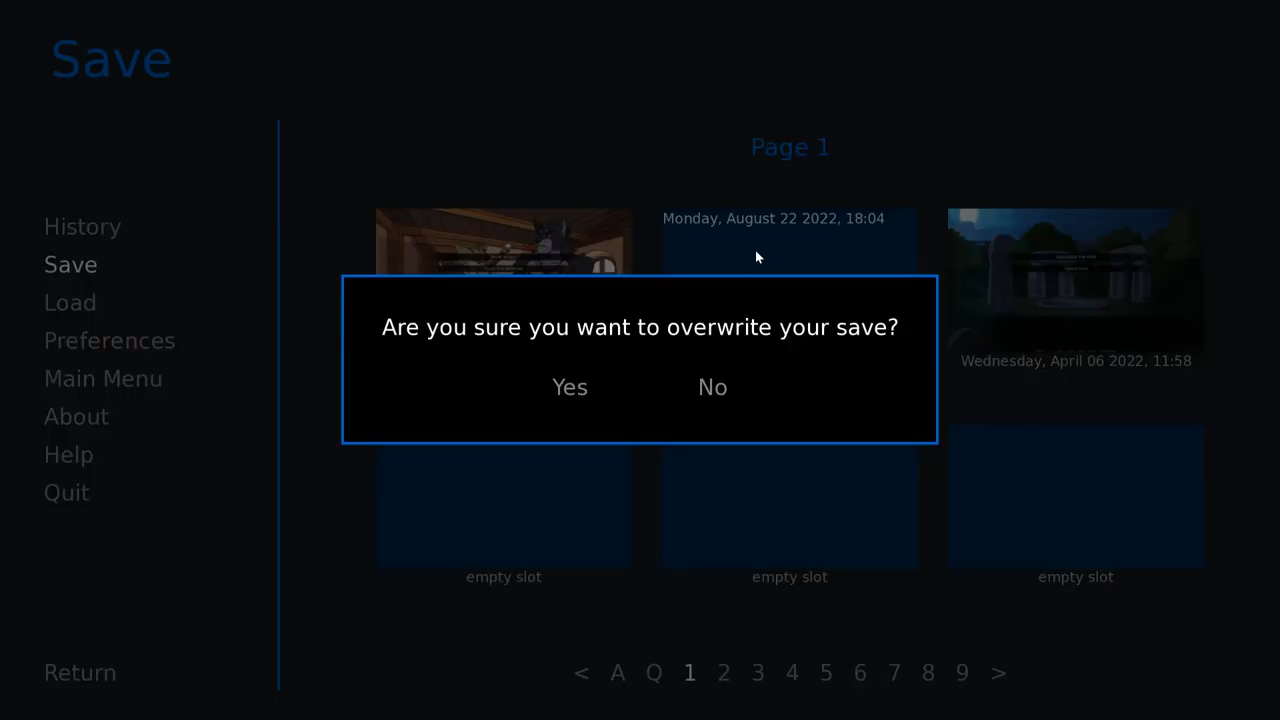 Save
Page 1
History
Save
Load
Preferences
Main Menu
About
Help
Quit
Return
Monday, August 22 2022, 18:04
Wednesday, April 06 2022, 11:58
Are you sure you want to overwrite your save?
Yes No
empty slot empty slot empty slot
< A Q 1 2 3 4 5 6 7 8 9 >